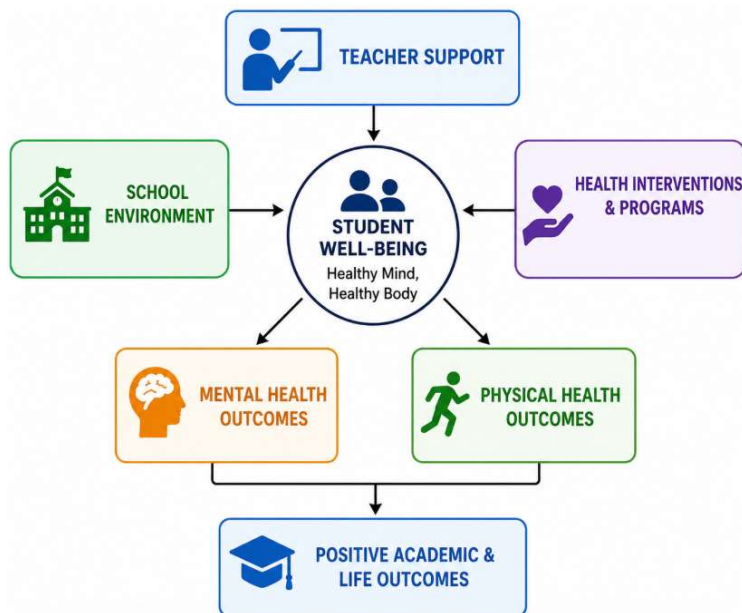 TEACHER SUPPORT
SCHOOL
ENVIRONMENT
HEALTH INTERVENTIONS
& PROGRAMS
STUDENT
WELL-BEING
Healthy Mind,
Healthy Body
MENTAL HEALTH
OUTCOMES
PHYSICAL HEALTH
OUTCOMES
POSITIVE ACADEMIC &
LIFE OUTCOMES